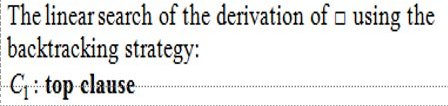 The linear search of the derivation of □ using the
backtracking strategy:
C₁ : top clause